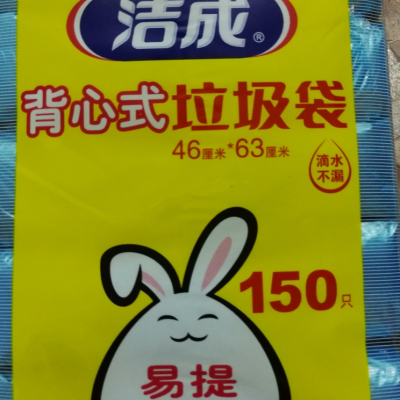 洁成®
背心式垃圾袋
46厘米*63厘米
滴水
不漏
150只
易提